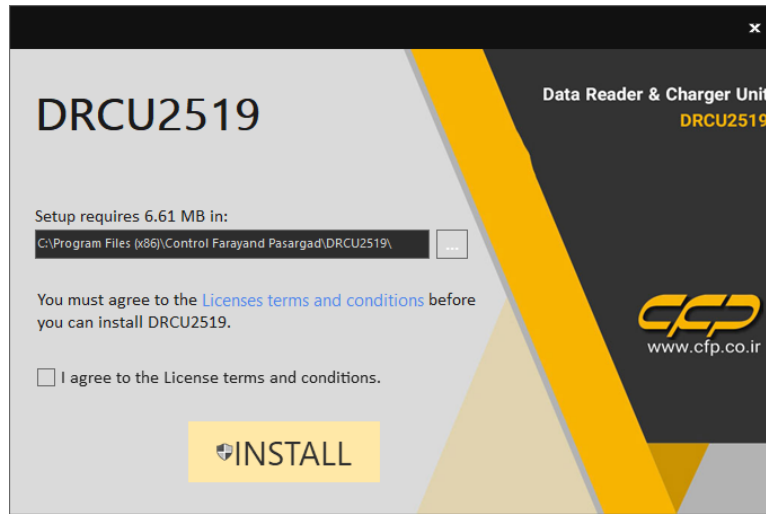 x
Data Reader & Charger Unit
DRCU2519
DRCU2519
Setup requires 6.61 MB in:
C:\Program Files (x86)\Control Farayand Pasargad\DRCU2519\
...
You must agree to the Licenses terms and conditions before
you can install DRCU2519.
I agree to the License terms and conditions.
INSTALL
cfp
www.cfp.co.ir